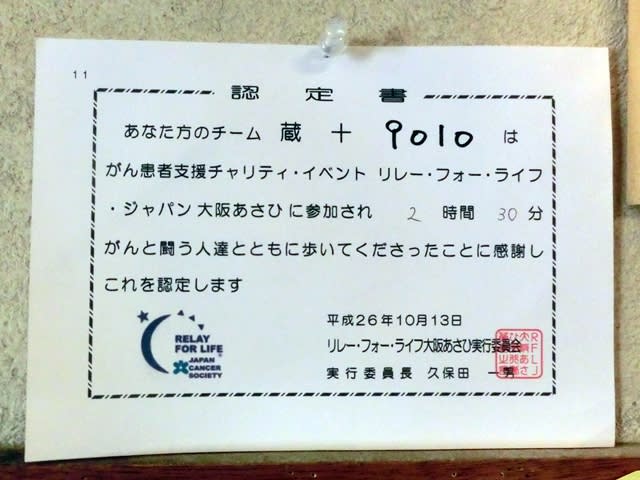 11
認定書
あなた方のチーム 蔵 + 9010 は
がん患者支援チャリティ・イベント リレー・フォー・ライフ
・ジャパン 大阪あさひ に参加され 2 時間 30 分
がんと闘う人達とともに歩いてくださったことに感謝し
これを認定します
平成26年10月13日
リレー・フォー・ライフ大阪あさひ実行委員会
実行委員長 久保田 一男
RELAY
FOR LIFE
JAPAN
CANCER
SOCIETY